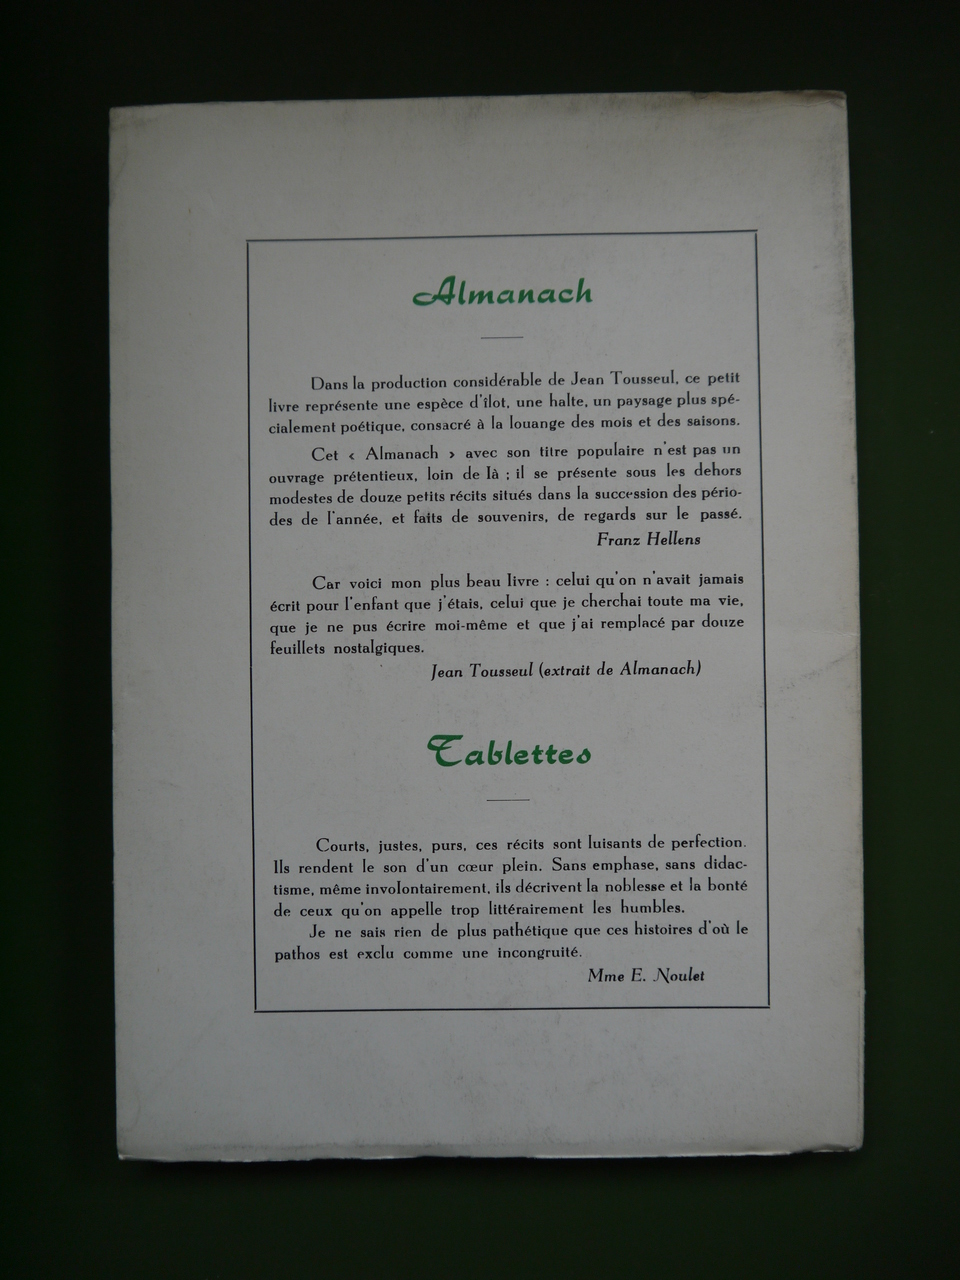 Almanach
Dans la production considérable de Jean Tousseul, ce petit
livre représente une espèce d'îlot, une halte, un paysage plus spé-
cialement poétique, consacré à la louange des mois et des saisons.
Cet < Almanach > avec son titre populaire n'est pas un
ouvrage prétentieux, loin de là ; il se présente sous les dehors
modestes de douze petits récits situés dans la succession des pério-
des de l'année, et faits de souvenirs, de regards sur le passé.
Franz Hellens
Car voici mon plus beau livre : celui qu'on n'avait jamais
écrit pour l'enfant que j'étais, celui que je cherchai toute ma vie,
que je ne pus écrire moi-même et que j'ai remplacé par douze
feuillets nostalgiques.
Jean Tousseul (extrait de Almanach)
Tablettes
Courts, justes, purs, ces récits sont luisants de perfection.
Ils rendent le son d'un cœur plein. Sans emphase, sans didac-
tisme, même involontairement, ils décrivent la noblesse et la bonté
de ceux qu'on appelle trop littérairement les humbles.
Je ne sais rien de plus pathétique que ces histoires d'où le
pathos est exclu comme une incongruité.
Mme E. Noulet